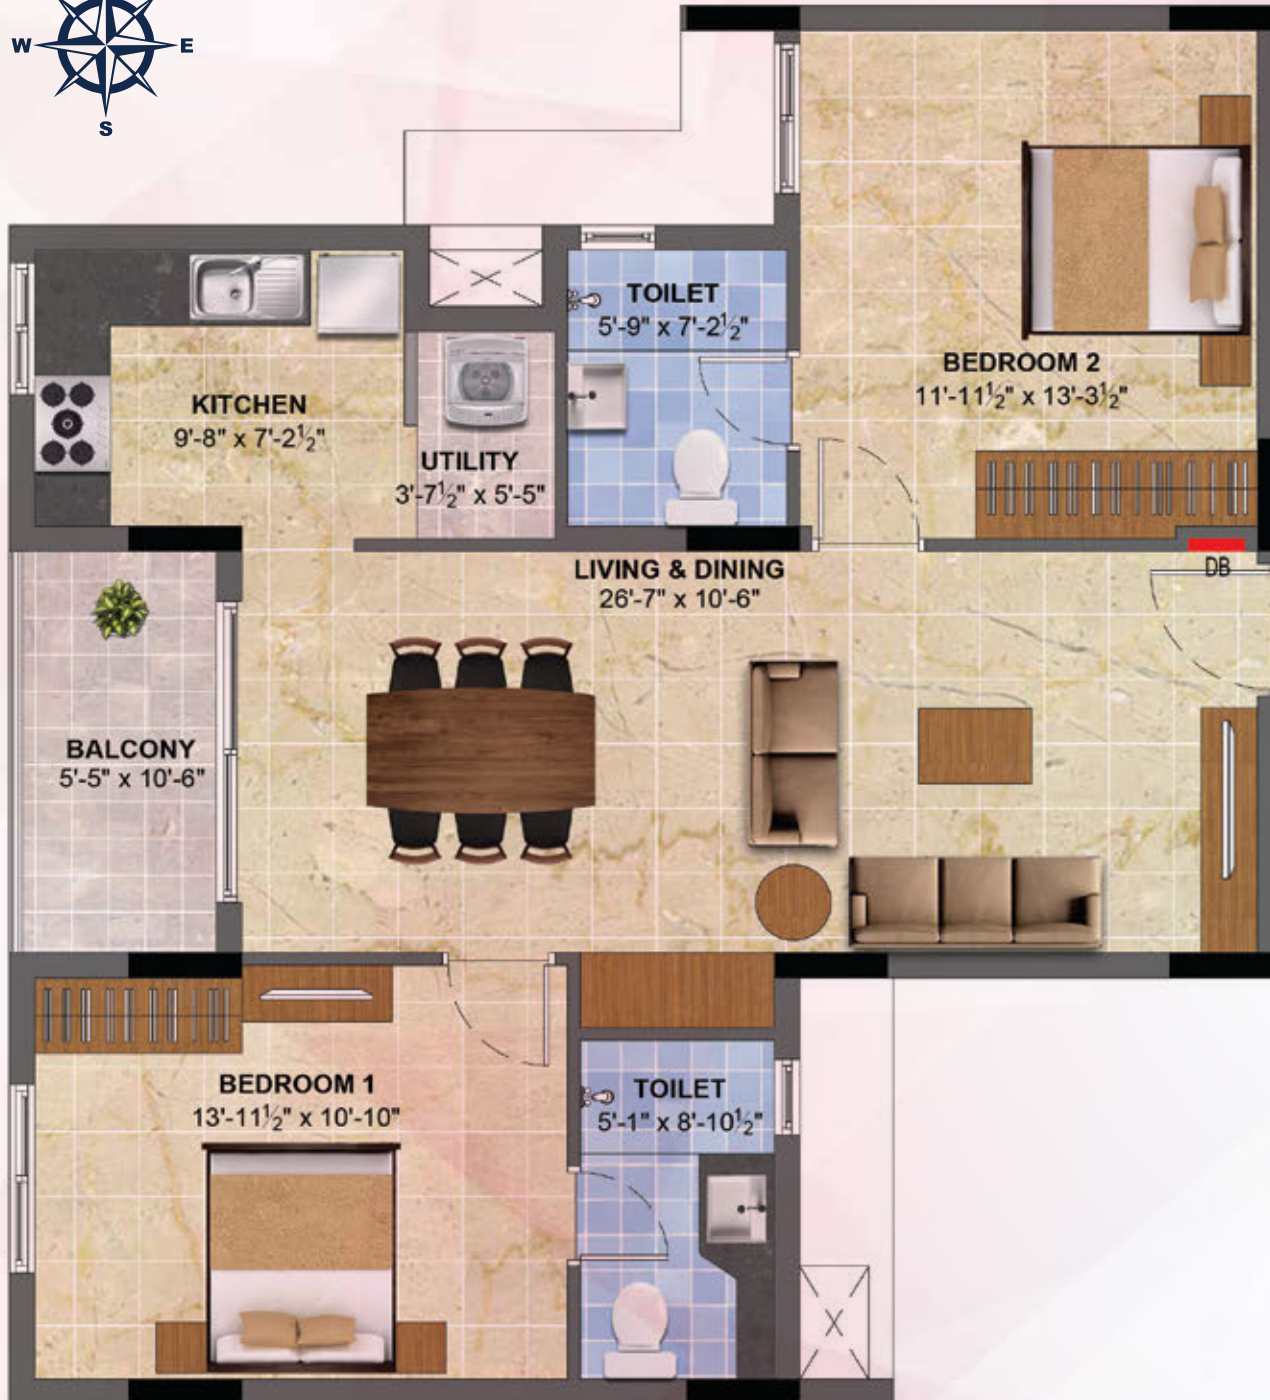 W E
S
TOILET
5'-9" x 7'-2½"
BEDROOM 2
11'-11½" x 13'-3½"
KITCHEN
9'-8" x 7'-2½"
UTILITY
3'-7½" x 5'-5"
LIVING & DINING
26'-7" x 10'-6"
DB
BALCONY
5'-5" x 10'-6"
BEDROOM 1
13'-11½" x 10'-10"
TOILET
5'-1" x 8'-10½"